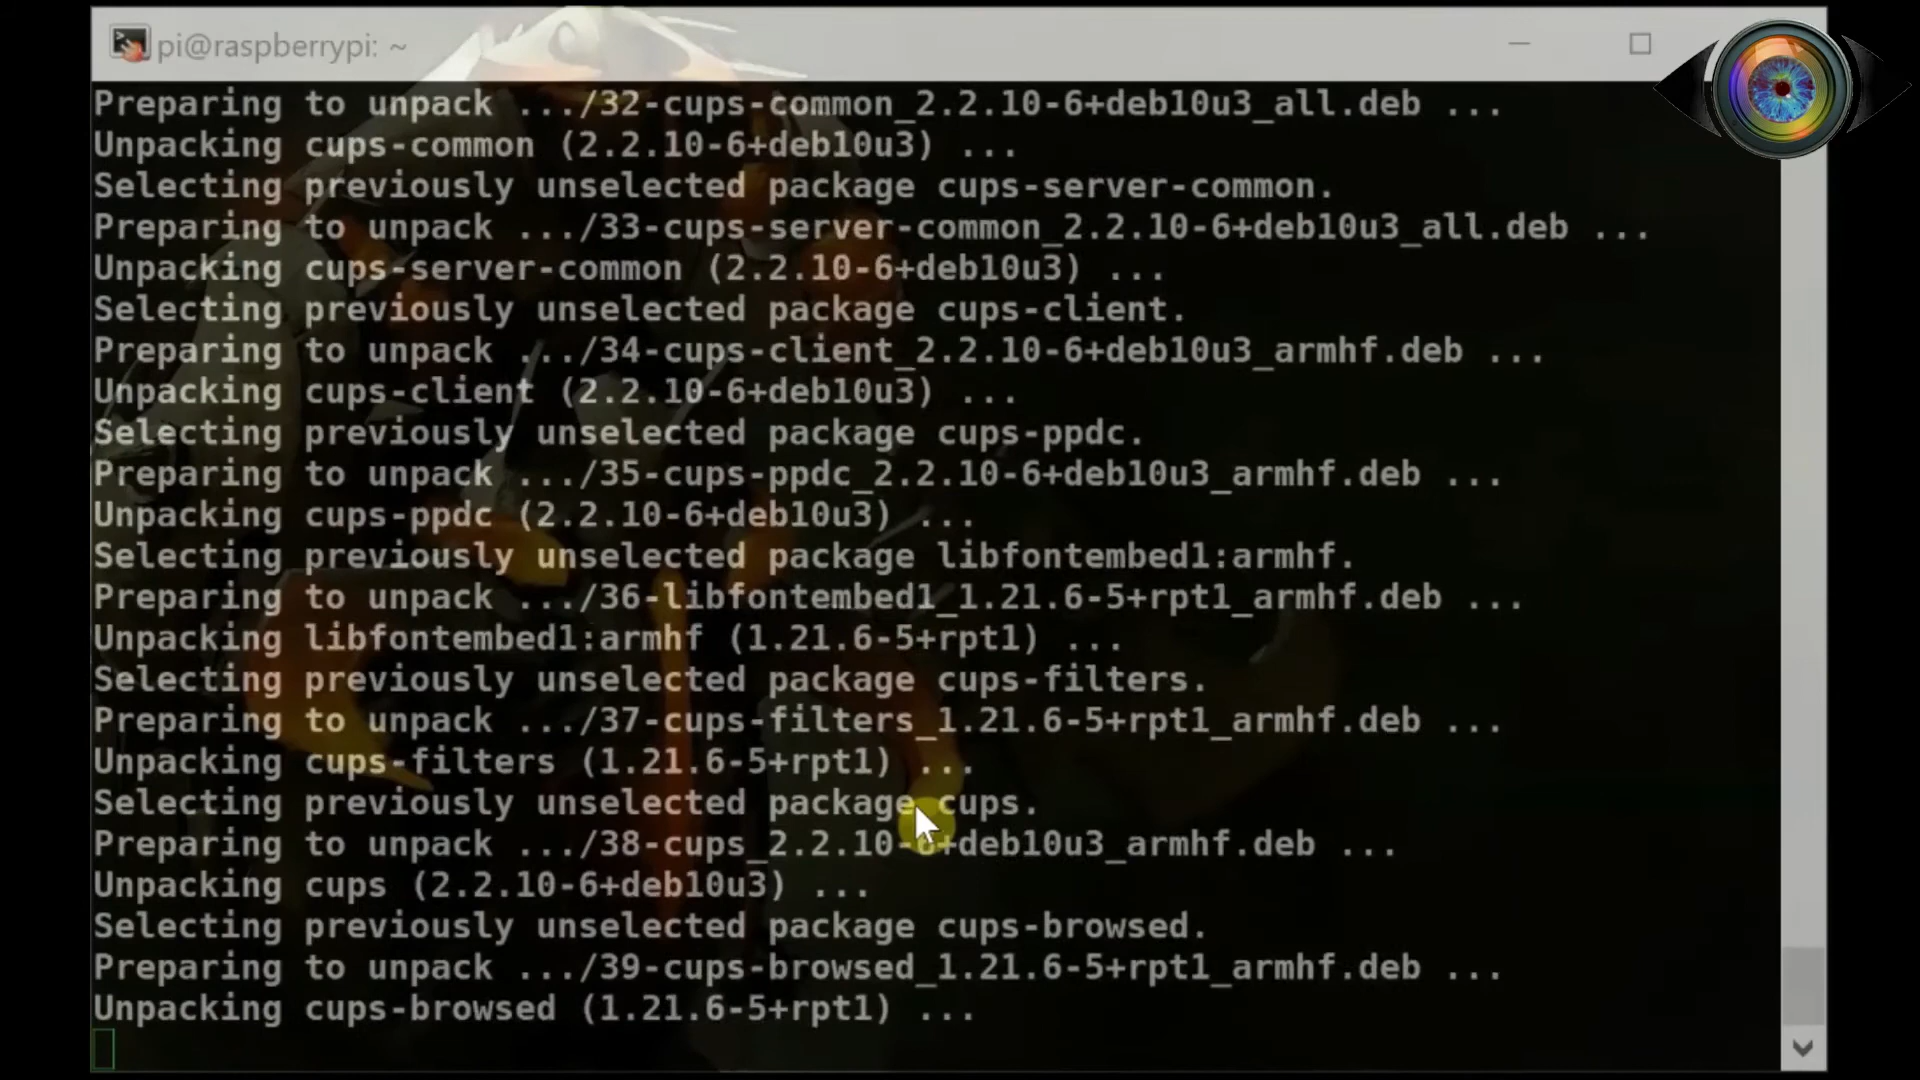 pi@raspberrypi: ~
Preparing to unpack .../32-cups-common_2.2.10-6+deb10u3_all.deb ...
Unpacking cups-common (2.2.10-6+deb10u3) ...
Selecting previously unselected package cups-server-common.
Preparing to unpack .../33-cups-server-common_2.2.10-6+deb10u3_all.deb ...
Unpacking cups-server-common (2.2.10-6+deb10u3) ...
Selecting previously unselected package cups-client.
Preparing to unpack .../34-cups-client_2.2.10-6+deb10u3_armhf.deb ...
Unpacking cups-client (2.2.10-6+deb10u3) ...
Selecting previously unselected package cups-ppdc.
Preparing to unpack .../35-cups-ppdc_2.2.10-6+deb10u3_armhf.deb ...
Unpacking cups-ppdc (2.2.10-6+deb10u3) ...
Selecting previously unselected package libfontembed1:armhf.
Preparing to unpack .../36-libfontembed1_1.21.6-5+rpt1_armhf.deb ...
Unpacking libfontembed1:armhf (1.21.6-5+rpt1) ...
Selecting previously unselected package cups-filters.
Preparing to unpack .../37-cups-filters_1.21.6-5+rpt1_armhf.deb ...
Unpacking cups-filters (1.21.6-5+rpt1) ...
Selecting previously unselected package cups.
Preparing to unpack .../38-cups_2.2.10-6+deb10u3_armhf.deb ...
Unpacking cups (2.2.10-6+deb10u3) ...
Selecting previously unselected package cups-browsed.
Preparing to unpack .../39-cups-browsed_1.21.6-5+rpt1_armhf.deb ...
Unpacking cups-browsed (1.21.6-5+rpt1) ...